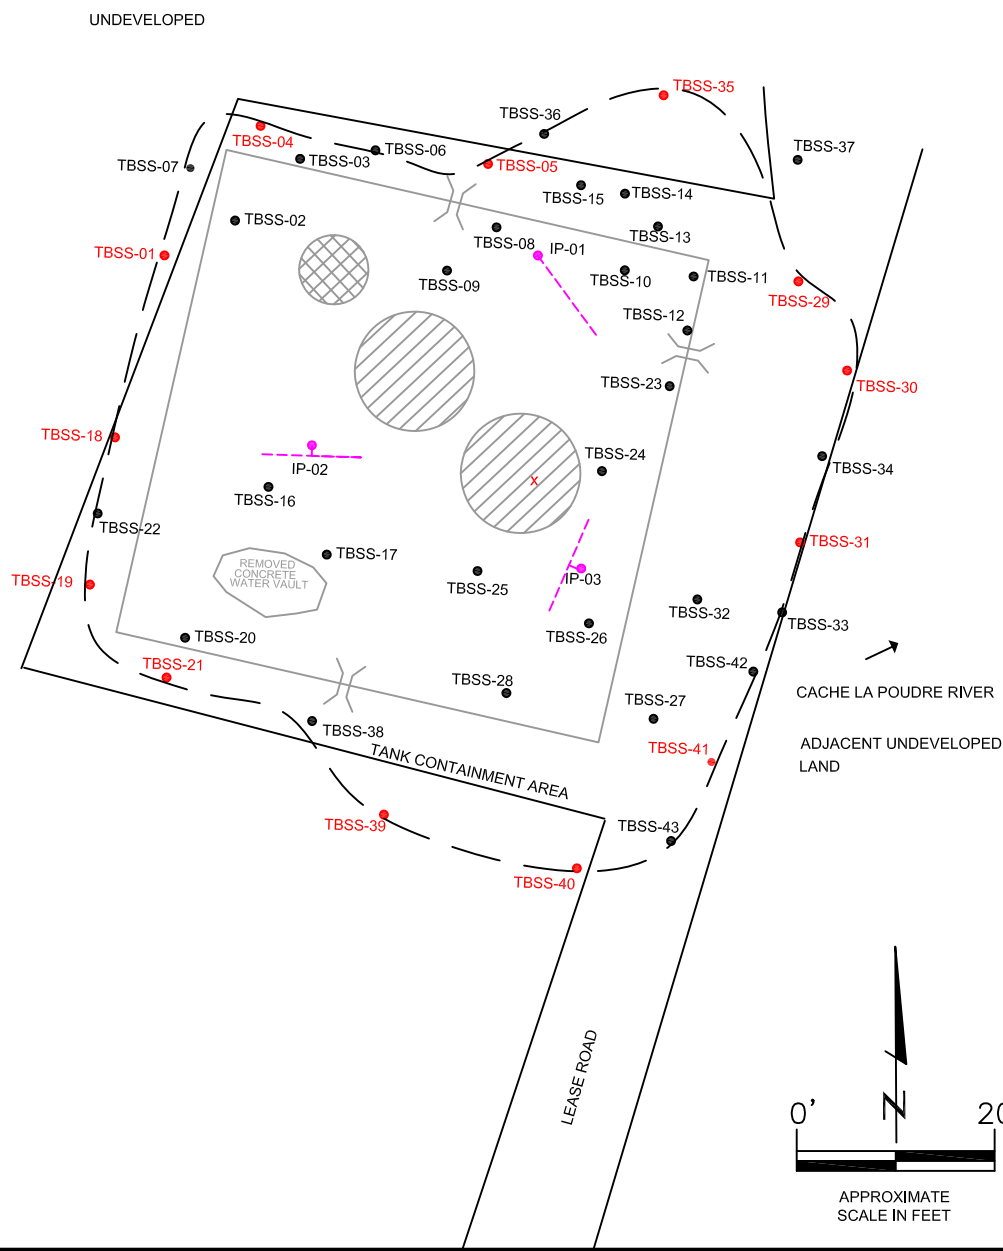 UNDEVELOPED
TBSS-35
TBSS-36
TBSS-04
TBSS-06
TBSS-37
TBSS-03
TBSS-07
TBSS-05
TBSS-15
TBSS-14
TBSS-02
TBSS-13
TBSS-08
IP-01
TBSS-01
TBSS-09
TBSS-10
TBSS-11
TBSS-29
TBSS-12
TBSS-23
TBSS-30
TBSS-18
TBSS-24
TBSS-34
IP-02
X
TBSS-16
TBSS-22
TBSS-31
TBSS-17
REMOVED
CONCRETE
WATER VAULT
TBSS-19
IP-03
TBSS-25
TBSS-32
TBSS-33
TBSS-20
TBSS-26
TBSS-21
TBSS-42
TBSS-28
CACHE LA POUDRE RIVER
TBSS-27
TBSS-38
TBSS-41
ADJACENT UNDEVELOPED
LAND
TANK CONTAINMENT AREA
TBSS-39
TBSS-43
TBSS-40
LEASE ROAD
N
0'
20
APPROXIMATE
SCALE IN FEET